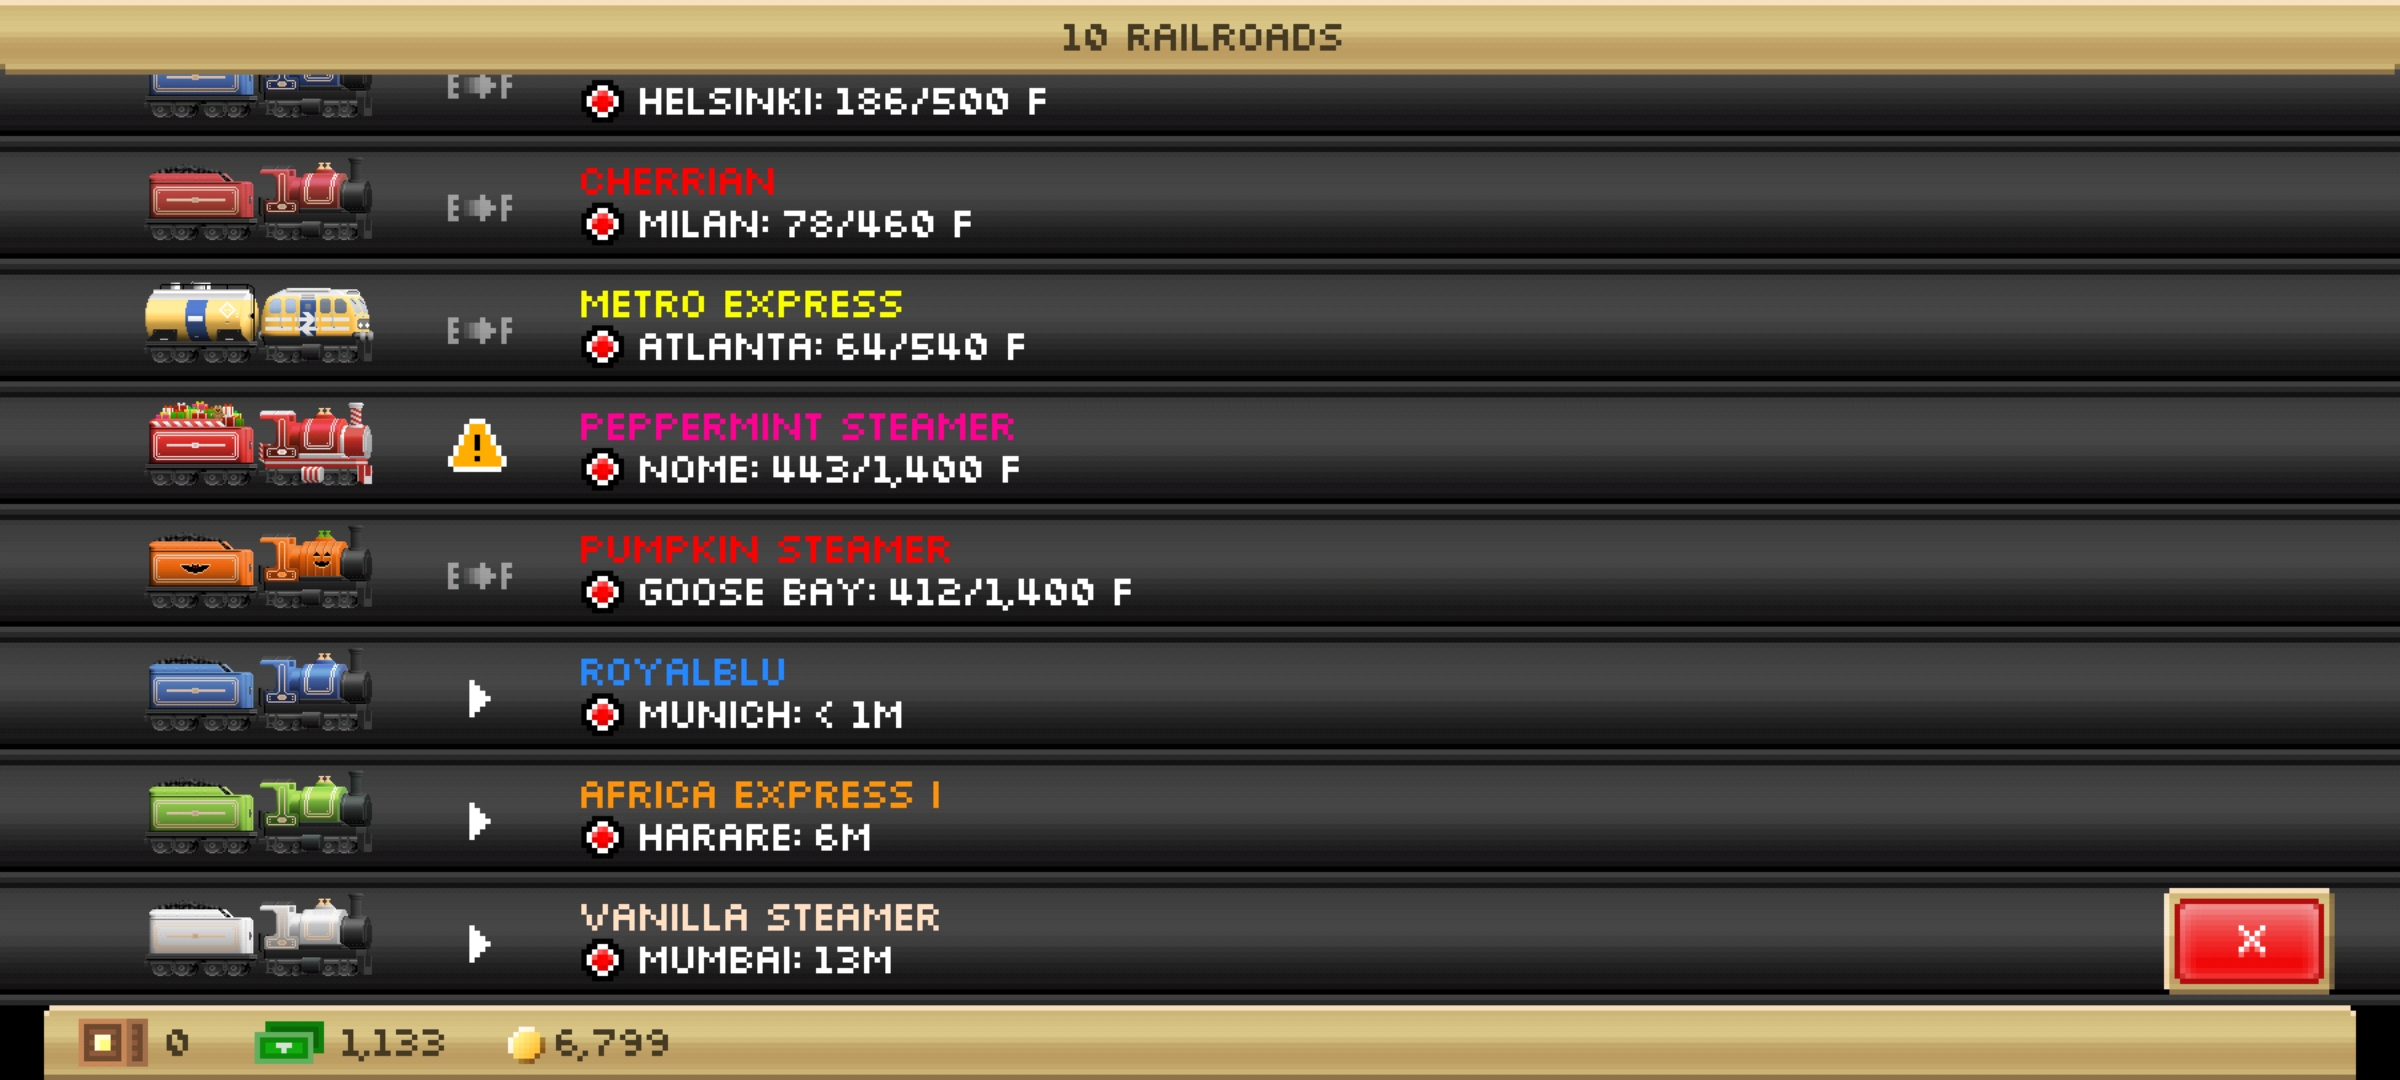 10 RAILROADS
E F
HELSINKI: 186/500 F
CHERRIAN
E F
MILAN: 78/460 F
METRO EXPRESS
E F
ATLANTA: 64/540 F
PEPPERMINT STEAMER
!
NOME: 443/1,400 F
PUMPKIN STEAMER
E F
GOOSE BAY: 412/1,400 F
ROYALBLU
MUNICH: < 1M
AFRICA EXPRESS I
HARARE: 6M
VANILLA STEAMER
MUMBAI: 13M
X
0 1,133 6,799